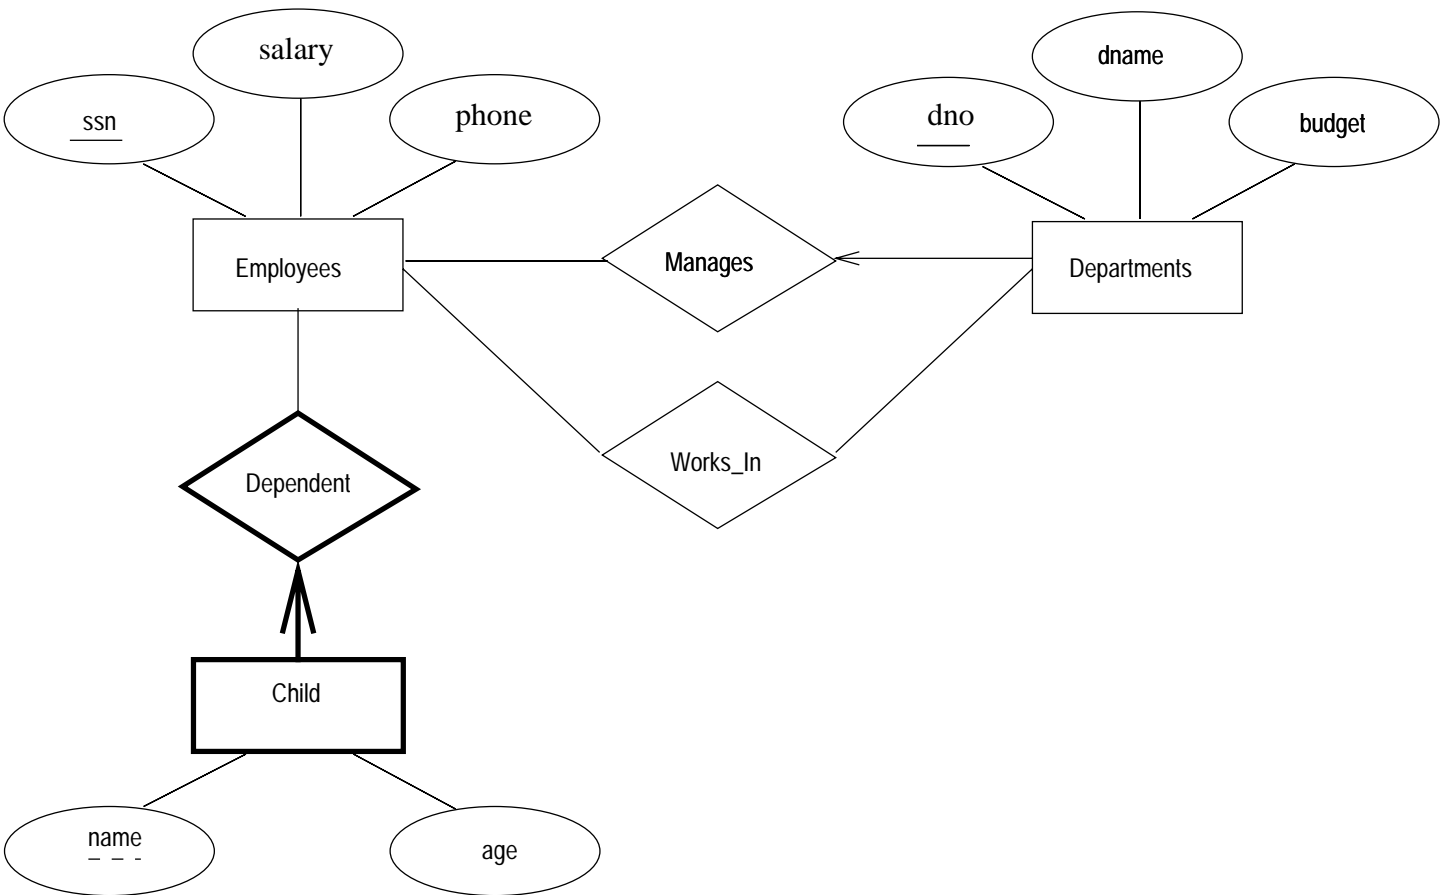 salary
dname
ssn
phone
dno
budget
Employees
Manages
Departments
Works_In
Dependent
Child
name
age